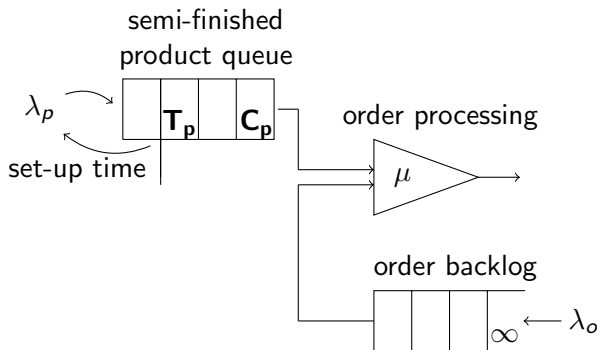 semi-finished
product queue
λp
Tp
Cp
order processing
set-up time
μ
order backlog
∞
λo